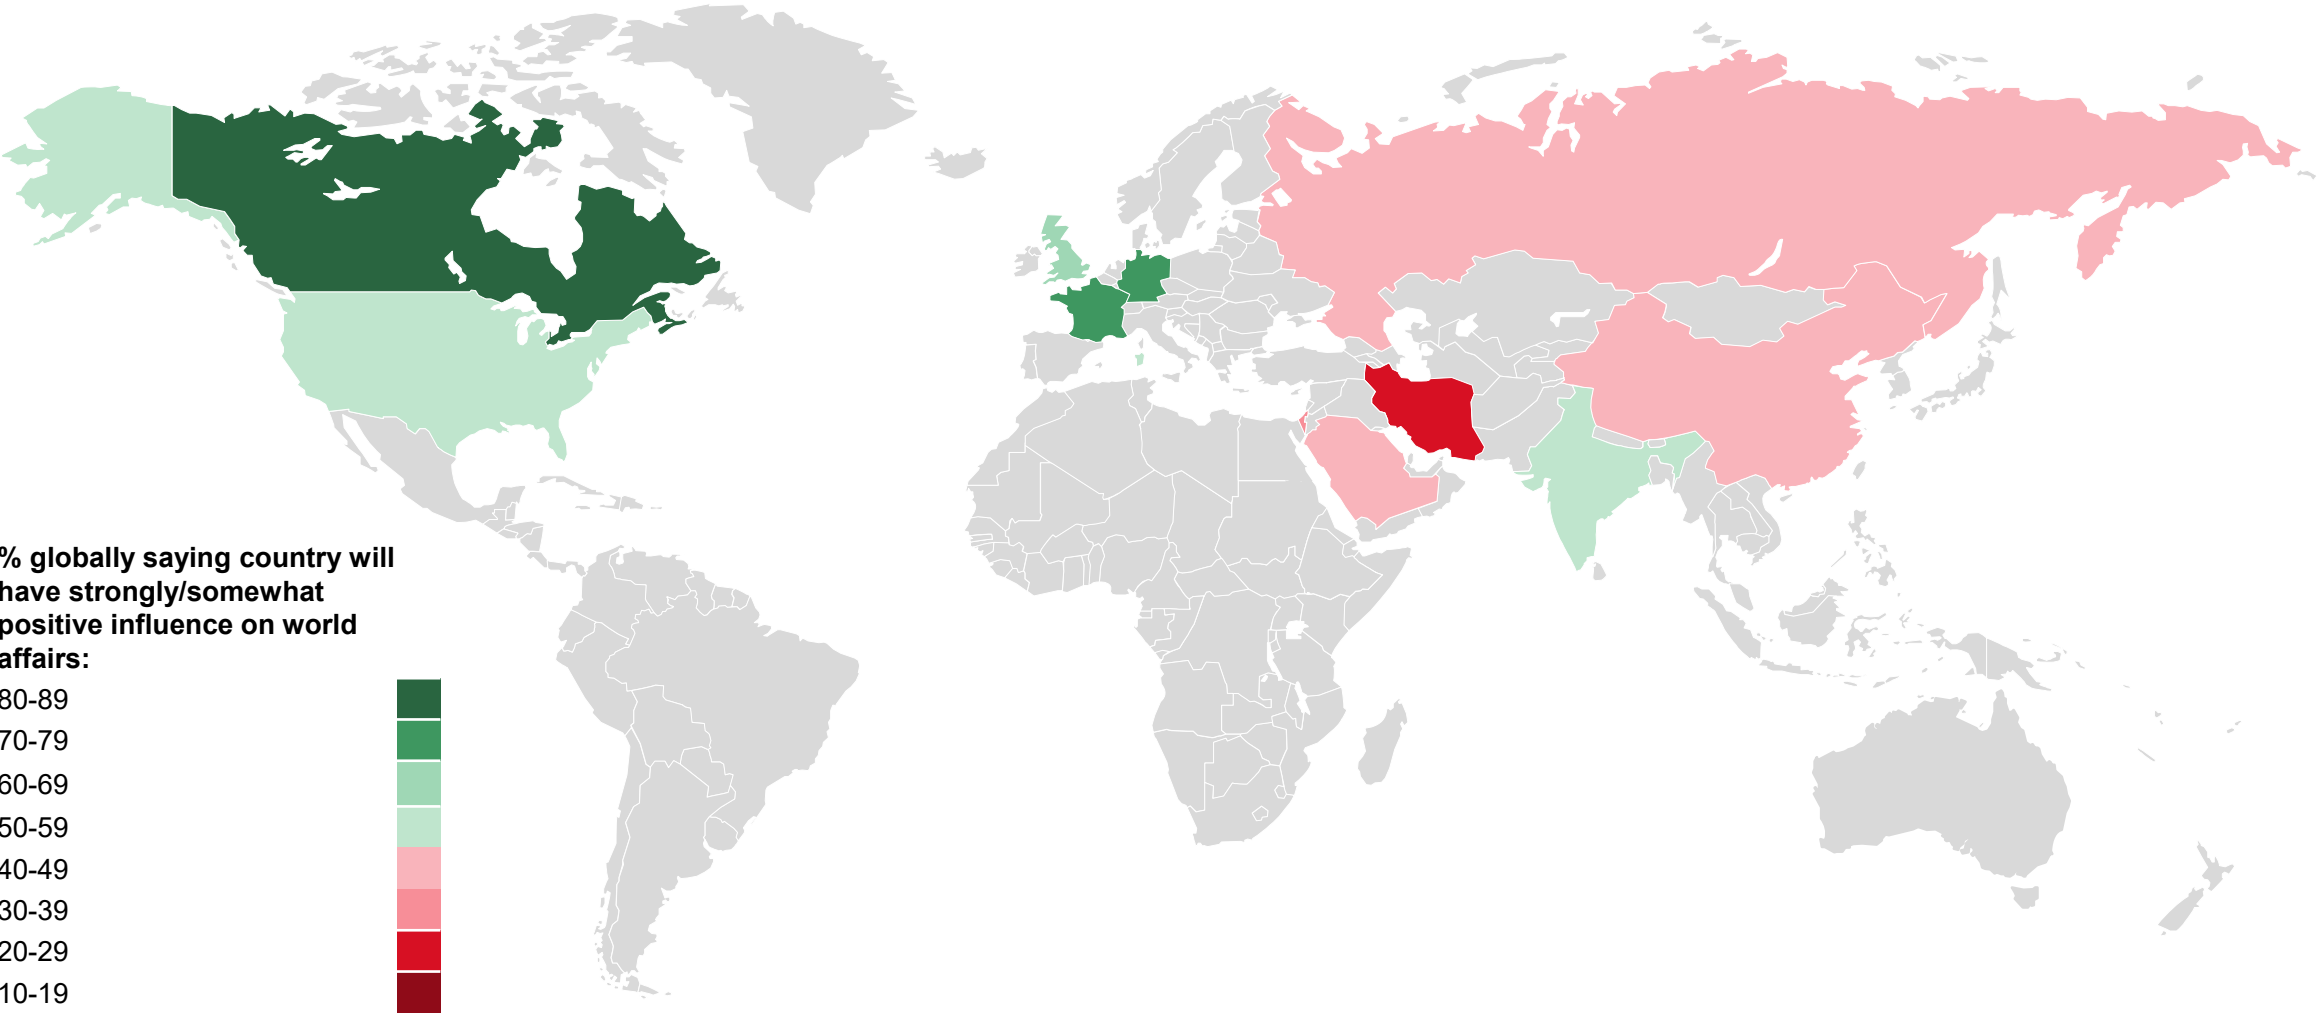 % globally saying country will
have strongly/somewhat
positive influence on world
affairs:
80-89
70-79
60-69
50-59
40-49
30-39
20-29
10-19